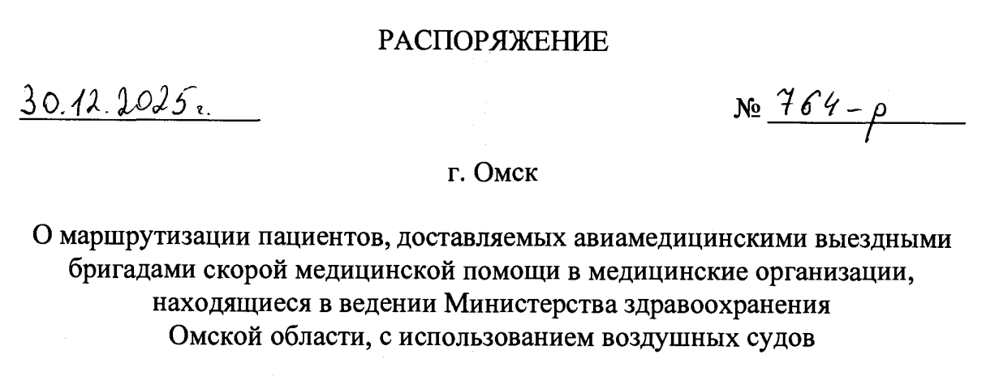 РАСПОРЯЖЕНИЕ
30.12.2025г. № 764-р
г. Омск
О маршрутизации пациентов, доставляемых авиамедицинскими выездными
бригадами скорой медицинской помощи в медицинские организации,
находящиеся в ведении Министерства здравоохранения
Омской области, с использованием воздушных судов